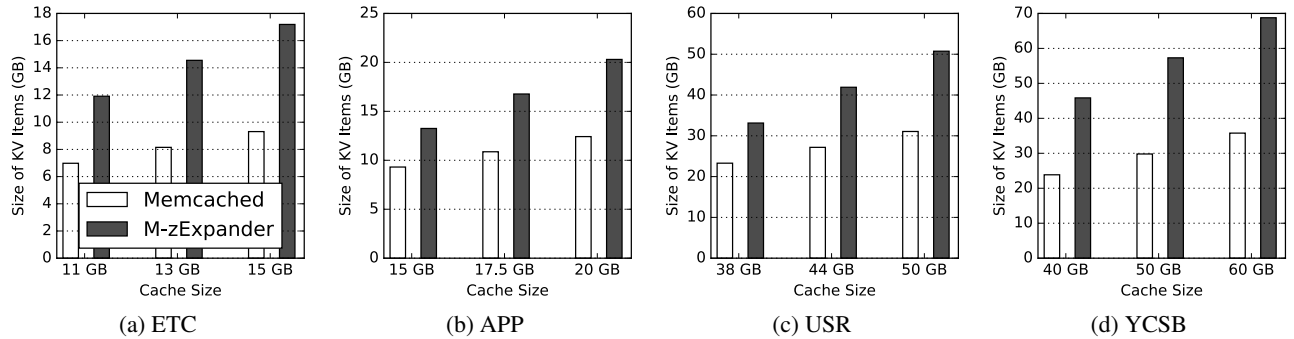 Size of KV Items (GB)
18
16
14
12
10
8
6
4
2
0
Memcached
M-zExpander
11 GB 13 GB 15 GB
Cache Size
(a) ETC
Size of KV Items (GB)
25
20
15
10
5
0
15 GB 17.5 GB 20 GB
Cache Size
(b) APP
Size of KV Items (GB)
60
50
40
30
20
10
0
38 GB 44 GB 50 GB
Cache Size
(c) USR
Size of KV Items (GB)
70
60
50
40
30
20
10
0
40 GB 50 GB 60 GB
Cache Size
(d) YCSB